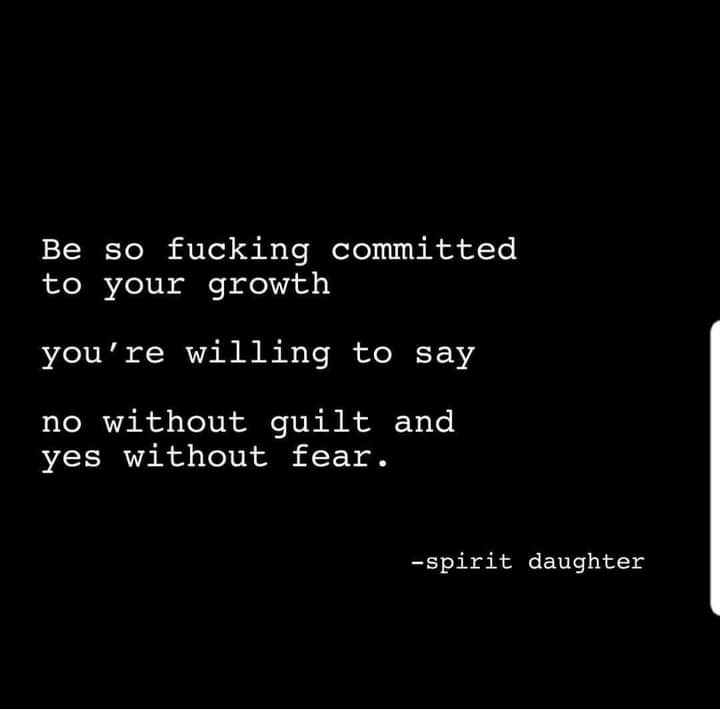 Be so fucking committed
to your growth
you're willing to say
no without guilt and
yes without fear.
-spirit daughter